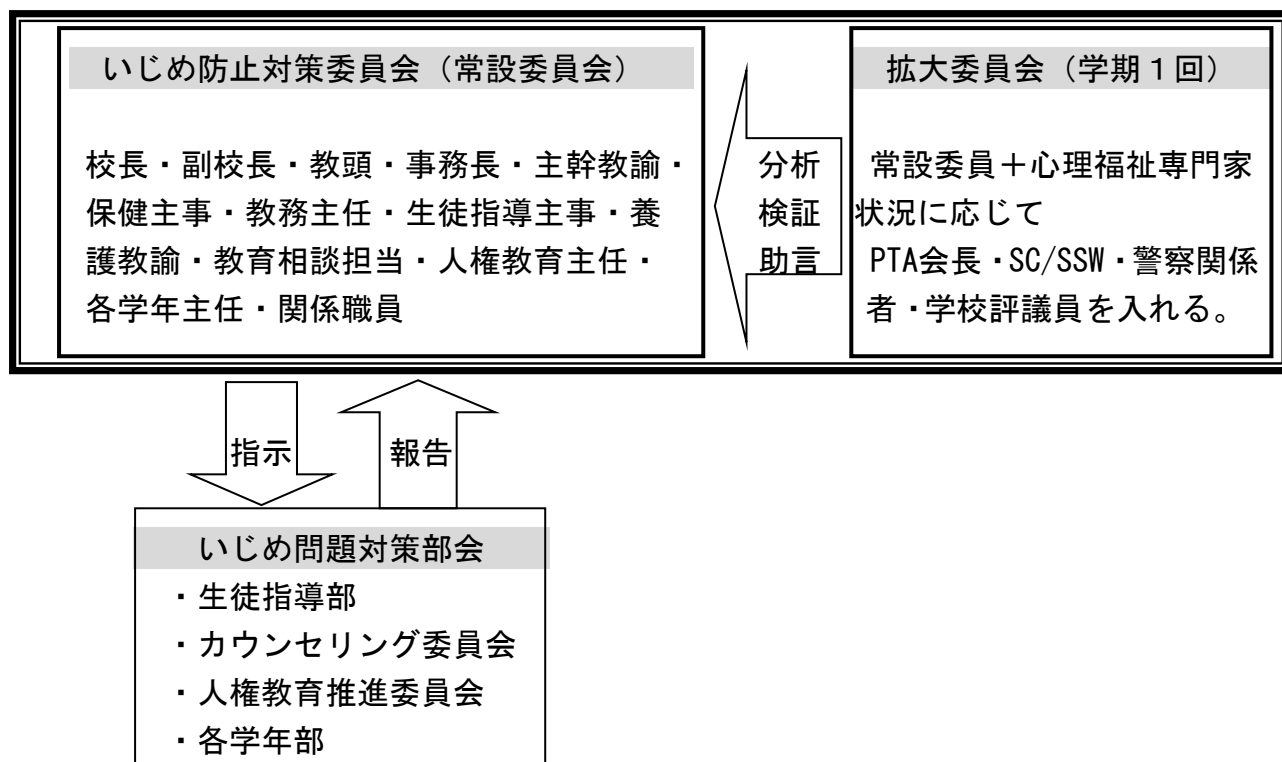 いじめ防止対策委員会（常設委員会）
校長・副校長・教頭・事務長・主幹教諭・
保健主事・教務主任・生徒指導主事・養
護教諭・教育相談担当・人権教育主任・
各学年主任・関係職員
分析
検証
助言
拡大委員会（学期１回）
常設委員＋心理福祉専門家
状況に応じて
PTA会長・SC/SSW・警察関係
者・学校評議員を入れる。
指示
報告
いじめ問題対策部会
・生徒指導部
・カウンセリング委員会
・人権教育推進委員会
・各学年部